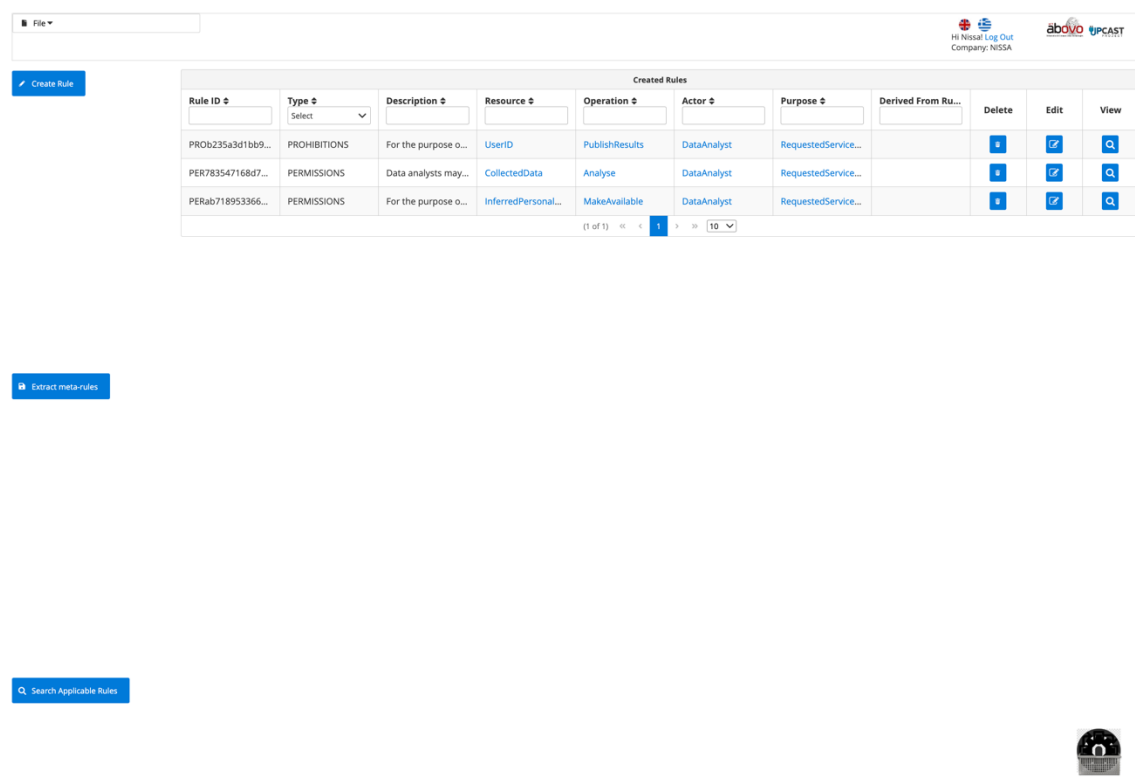 File
Hi Nissa! Log Out
Company: NISSA
abovo UPCAST
PROJECT
Create Rule
Created Rules
Rule ID Type Description Resource Operation Actor Purpose Derived From Ru... Delete Edit View
Select
PROb235a3d1bb9... PROHIBITIONS For the purpose o... UserID PublishResults DataAnalyst RequestedService...
PER783547168d7... PERMISSIONS Data analysts may... CollectedData Analyse DataAnalyst RequestedService...
PERab718953366... PERMISSIONS For the purpose o... InferredPersonal... MakeAvailable DataAnalyst RequestedService...
(1 of 1) « ‹ 1 › » 10
Extract meta-rules
Search Applicable Rules